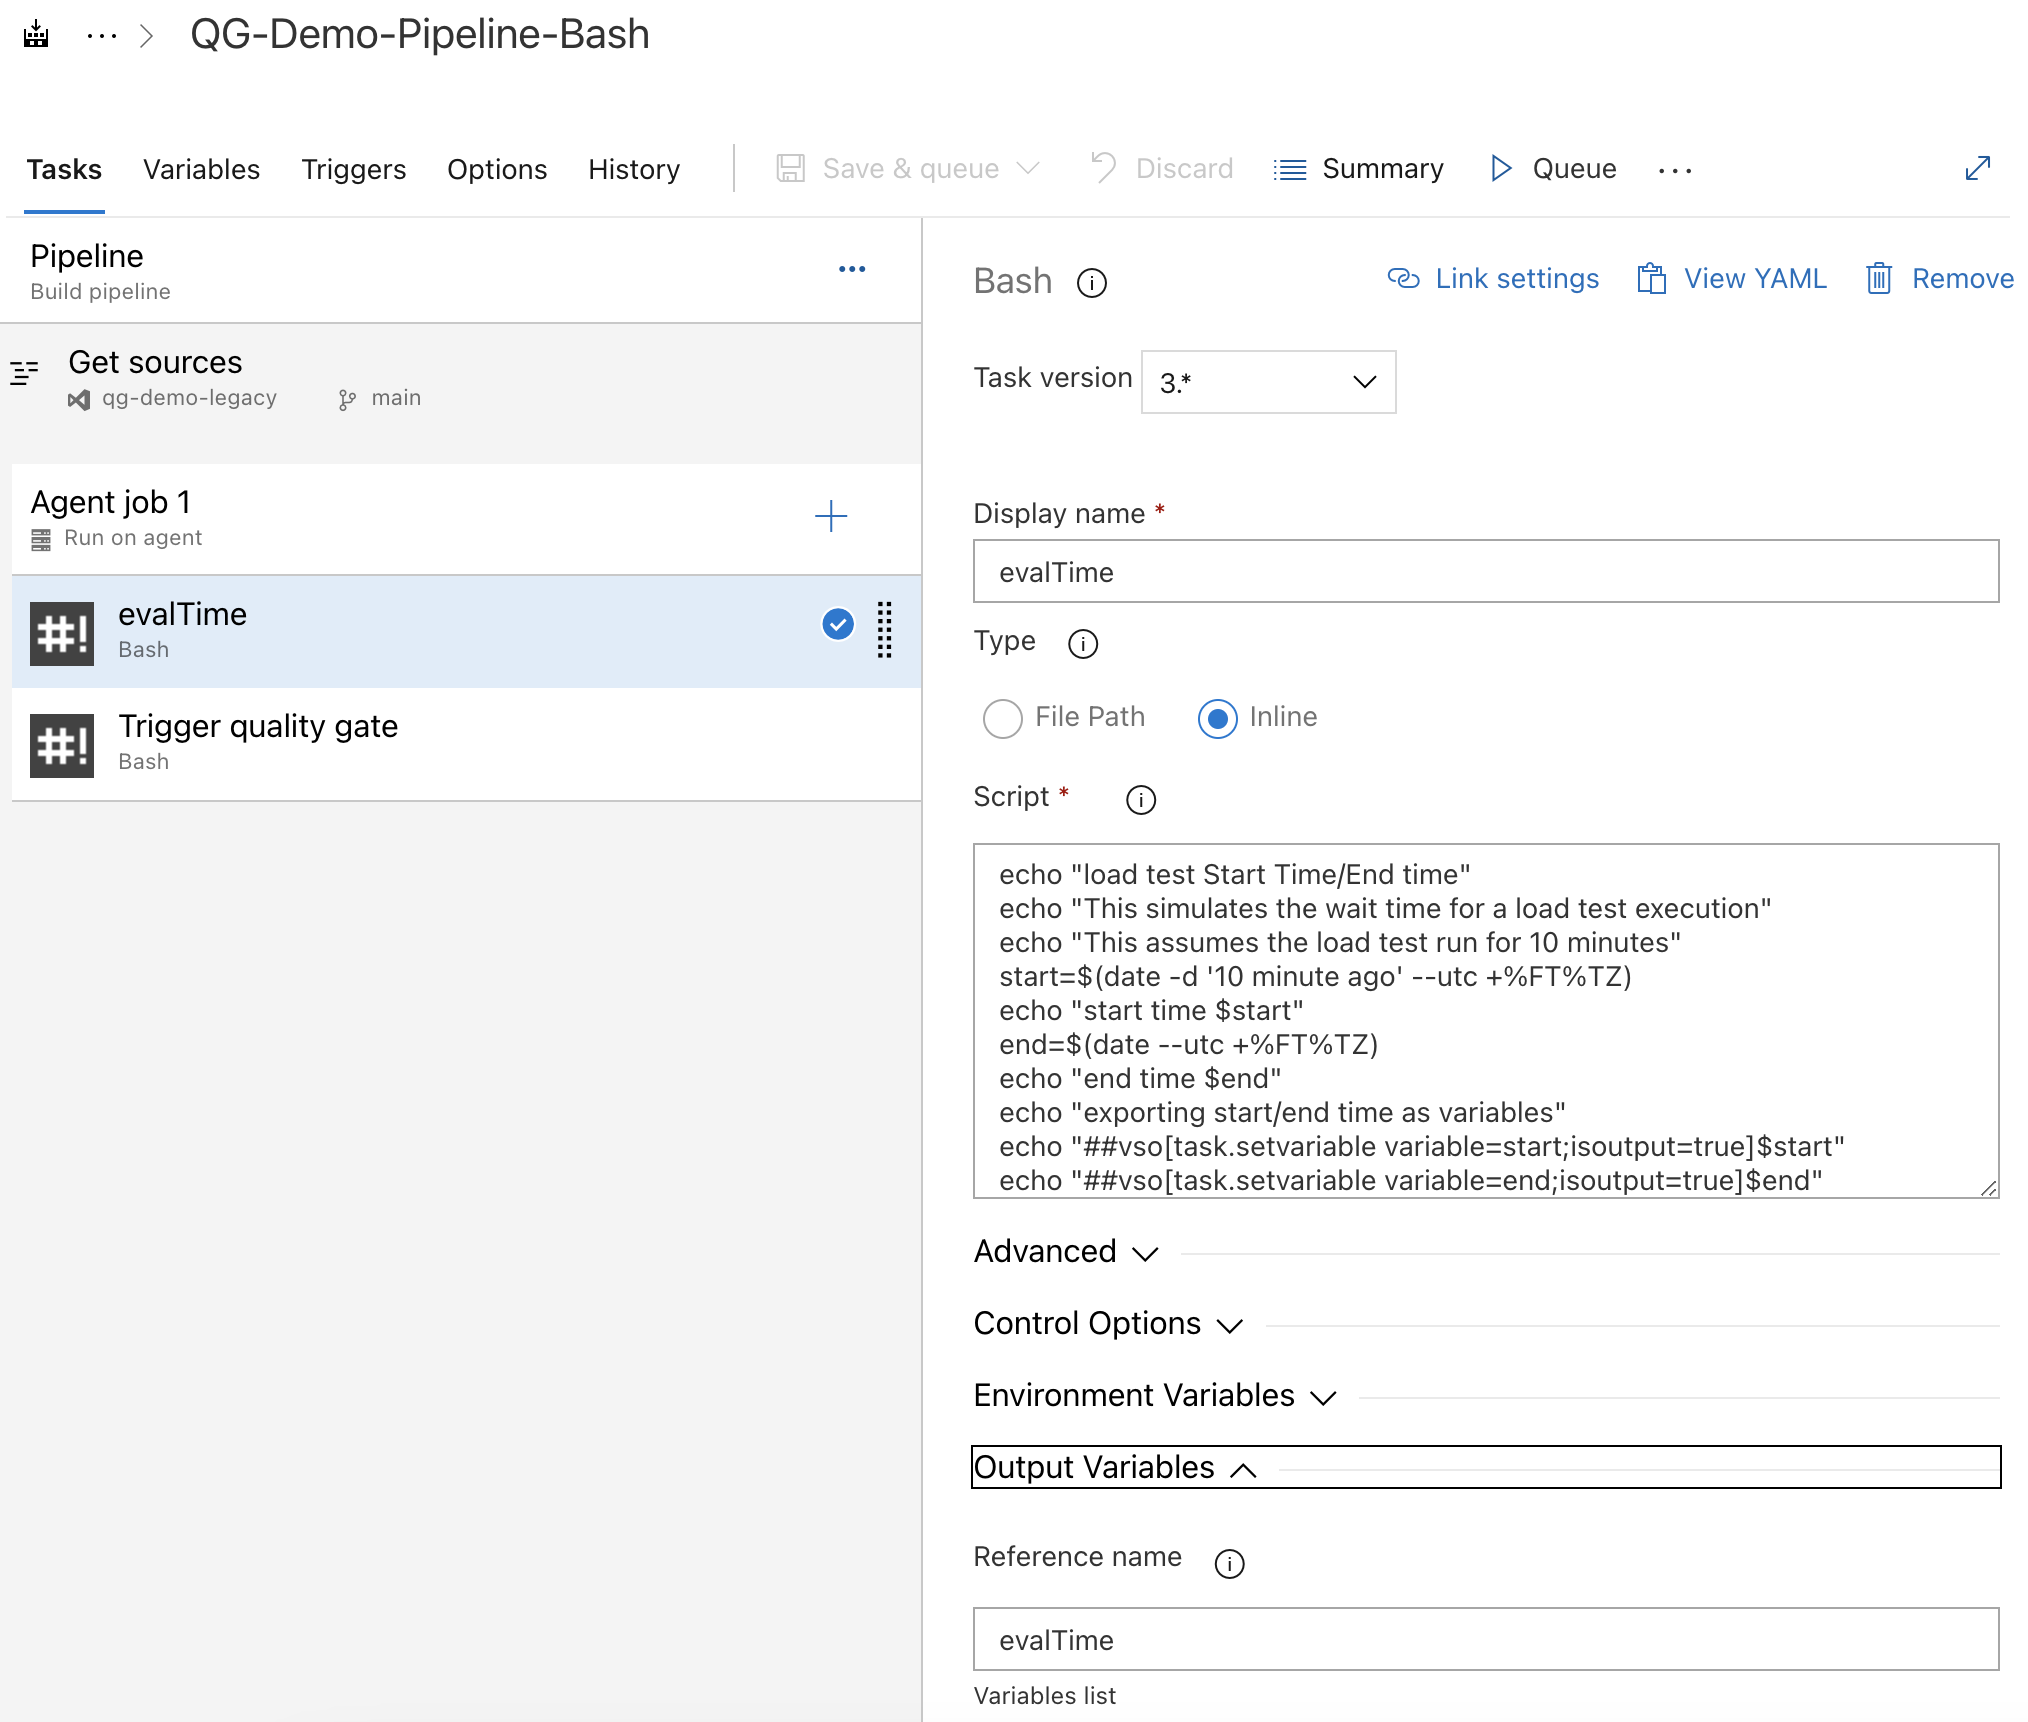 QG-Demo-Pipeline-Bash
Tasks Variables Triggers Options History Save & queue Discard Summary Queue
Pipeline
Build pipeline
Get sources
qg-demo-legacy main
Agent job 1
Run on agent
#! evalTime
Bash
#! Trigger quality gate
Bash
Bash Link settings View YAML Remove
Task version 3.*
Display name *
evalTime
Type
File Path Inline
Script *
echo "load test Start Time/End time"
echo "This simulates the wait time for a load test execution"
echo "This assumes the load test run for 10 minutes"
start=$(date -d '10 minute ago' --utc +%FT%TZ)
echo "start time $start"
end=$(date --utc +%FT%TZ)
echo "end time $end"
echo "exporting start/end time as variables"
echo "##vso[task.setvariable variable=start;isoutput=true]$start"
echo "##vso[task.setvariable variable=end;isoutput=true]$end"
Advanced
Control Options
Environment Variables
Output Variables
Reference name
evalTime
Variables list